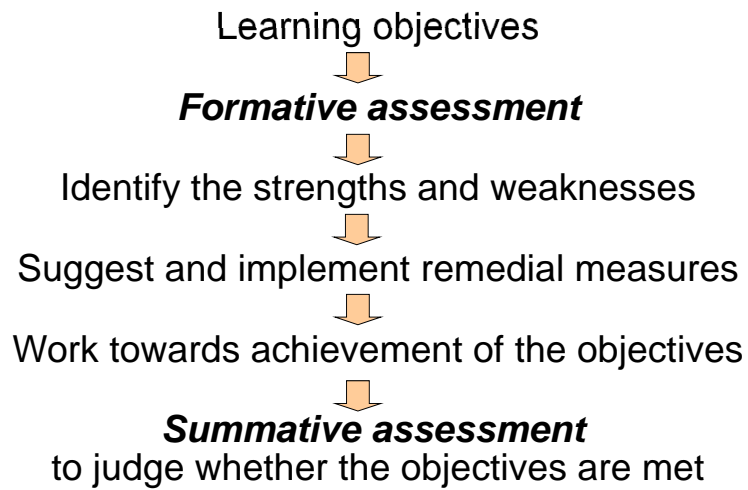 Learning objectives
Formative assessment
Identify the strengths and weaknesses
Suggest and implement remedial measures
Work towards achievement of the objectives
Summative assessment
to judge whether the objectives are met